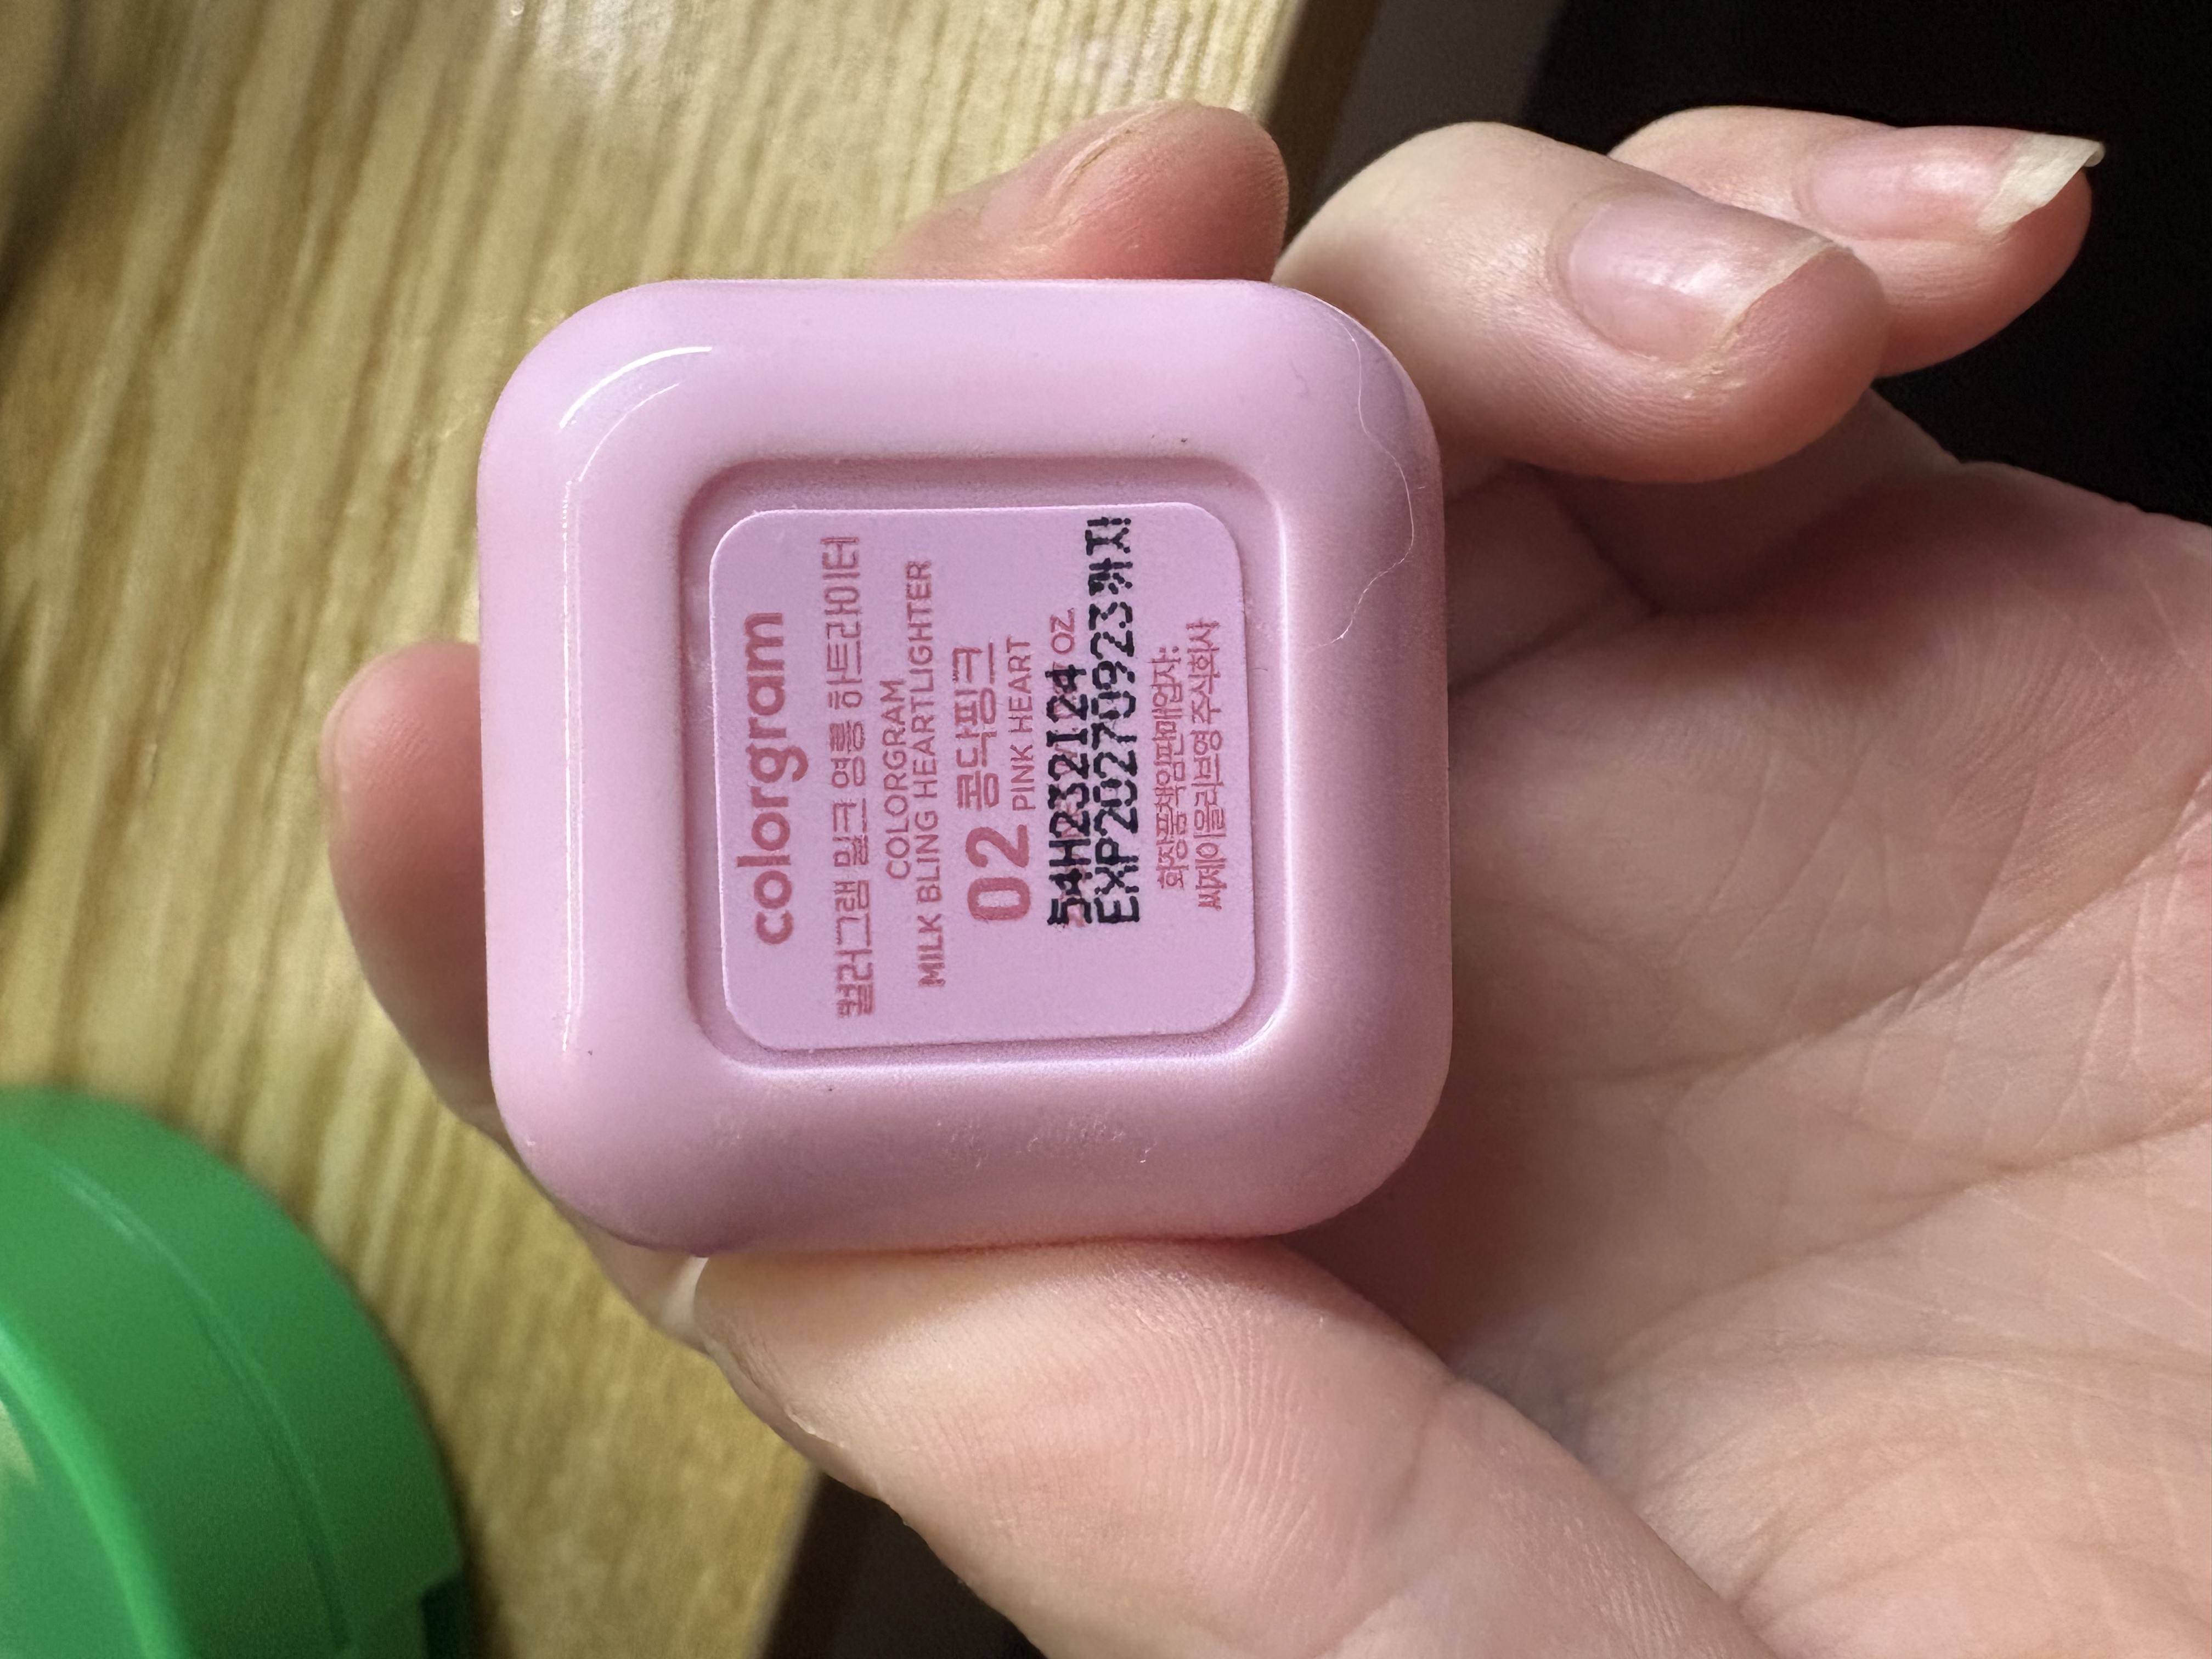 colorgram
컬러그램 밀크 영롱 하트라이터
COLORGRAM
MILK BLING HEARTLIGHTER
02 콩닥핑크
PINK HEART
OZ
54H232I24
EXP20270923까지
화장품책임판매업자:
씨제이올리브영 주식회사